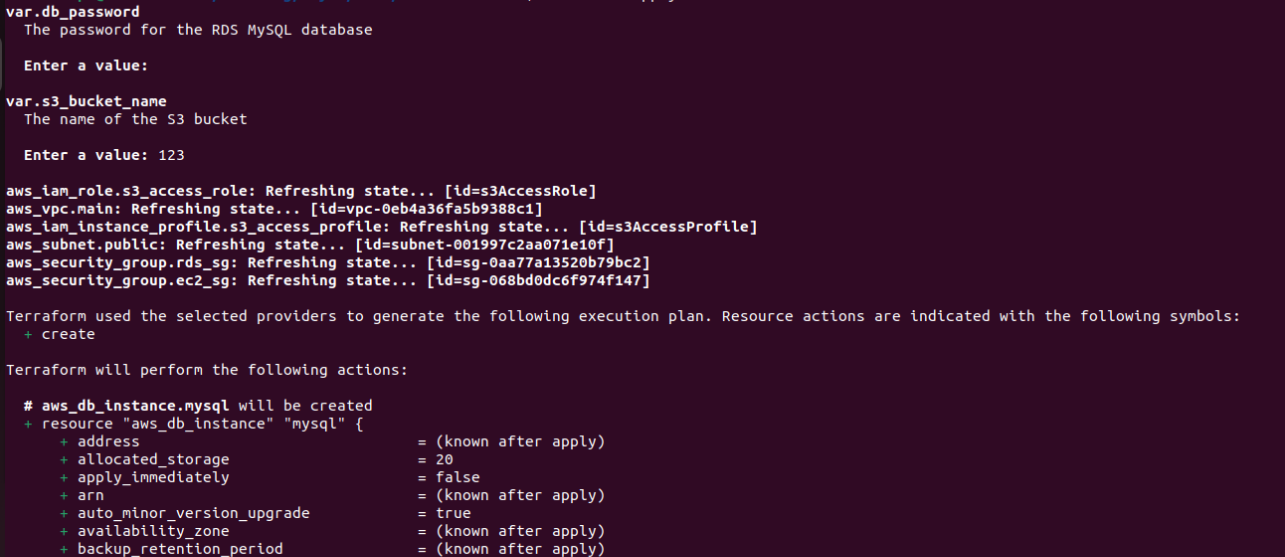 var.db_password
The password for the RDS MySQL database
Enter a value:
var.s3_bucket_name
The name of the S3 bucket
Enter a value: 123
aws_iam_role.s3_access_role: Refreshing state... [id=s3AccessRole]
aws_vpc.main: Refreshing state... [id=vpc-0eb4a36fa5b9388c1]
aws_iam_instance_profile.s3_access_profile: Refreshing state... [id=s3AccessProfile]
aws_subnet.public: Refreshing state... [id=subnet-001997c2aa071e10f]
aws_security_group.rds_sg: Refreshing state... [id=sg-0aa77a13520b79bc2]
aws_security_group.ec2_sg: Refreshing state... [id=sg-068bd0dc6f974f147]
Terraform used the selected providers to generate the following execution plan. Resource actions are indicated with the following symbols:
+ create
Terraform will perform the following actions:
# aws_db_instance.mysql will be created
+ resource "aws_db_instance" "mysql" {
+ address = (known after apply)
+ allocated_storage = 20
+ apply_immediately = false
+ arn = (known after apply)
+ auto_minor_version_upgrade = true
+ availability_zone = (known after apply)
+ backup_retention_period = (known after apply)